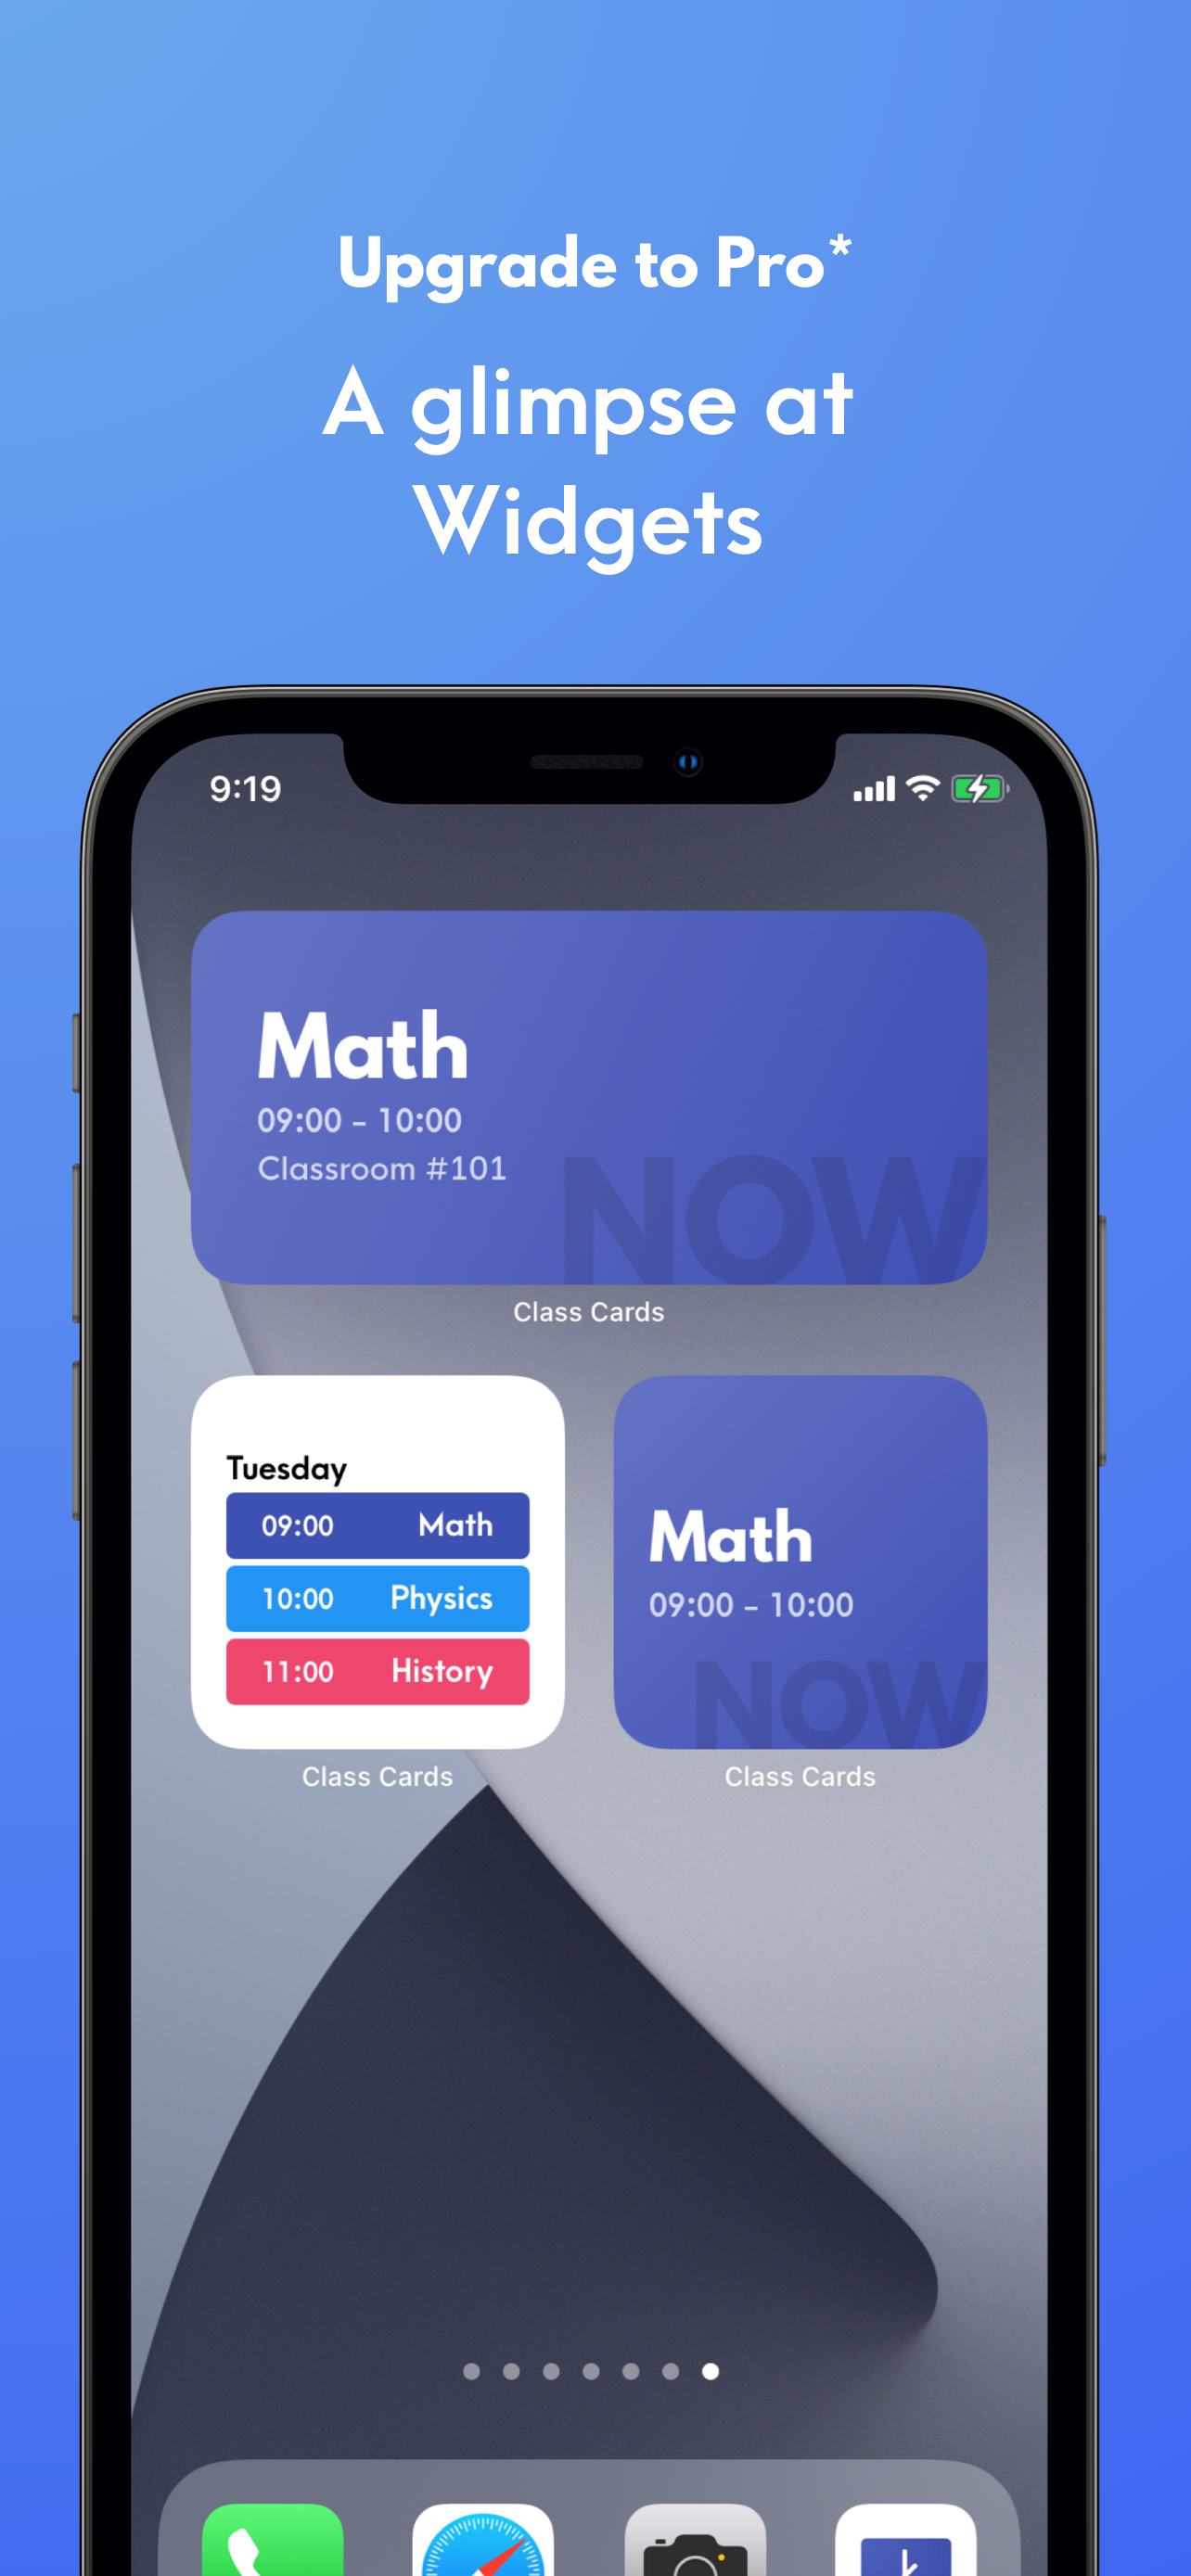 Upgrade to Pro*
A glimpse at
Widgets
9:19
Math
09:00 - 10:00
Classroom #101
NOW
Class Cards
Tuesday
09:00 Math
10:00 Physics
11:00 History
Class Cards
Math
09:00 - 10:00
NOW
Class Cards